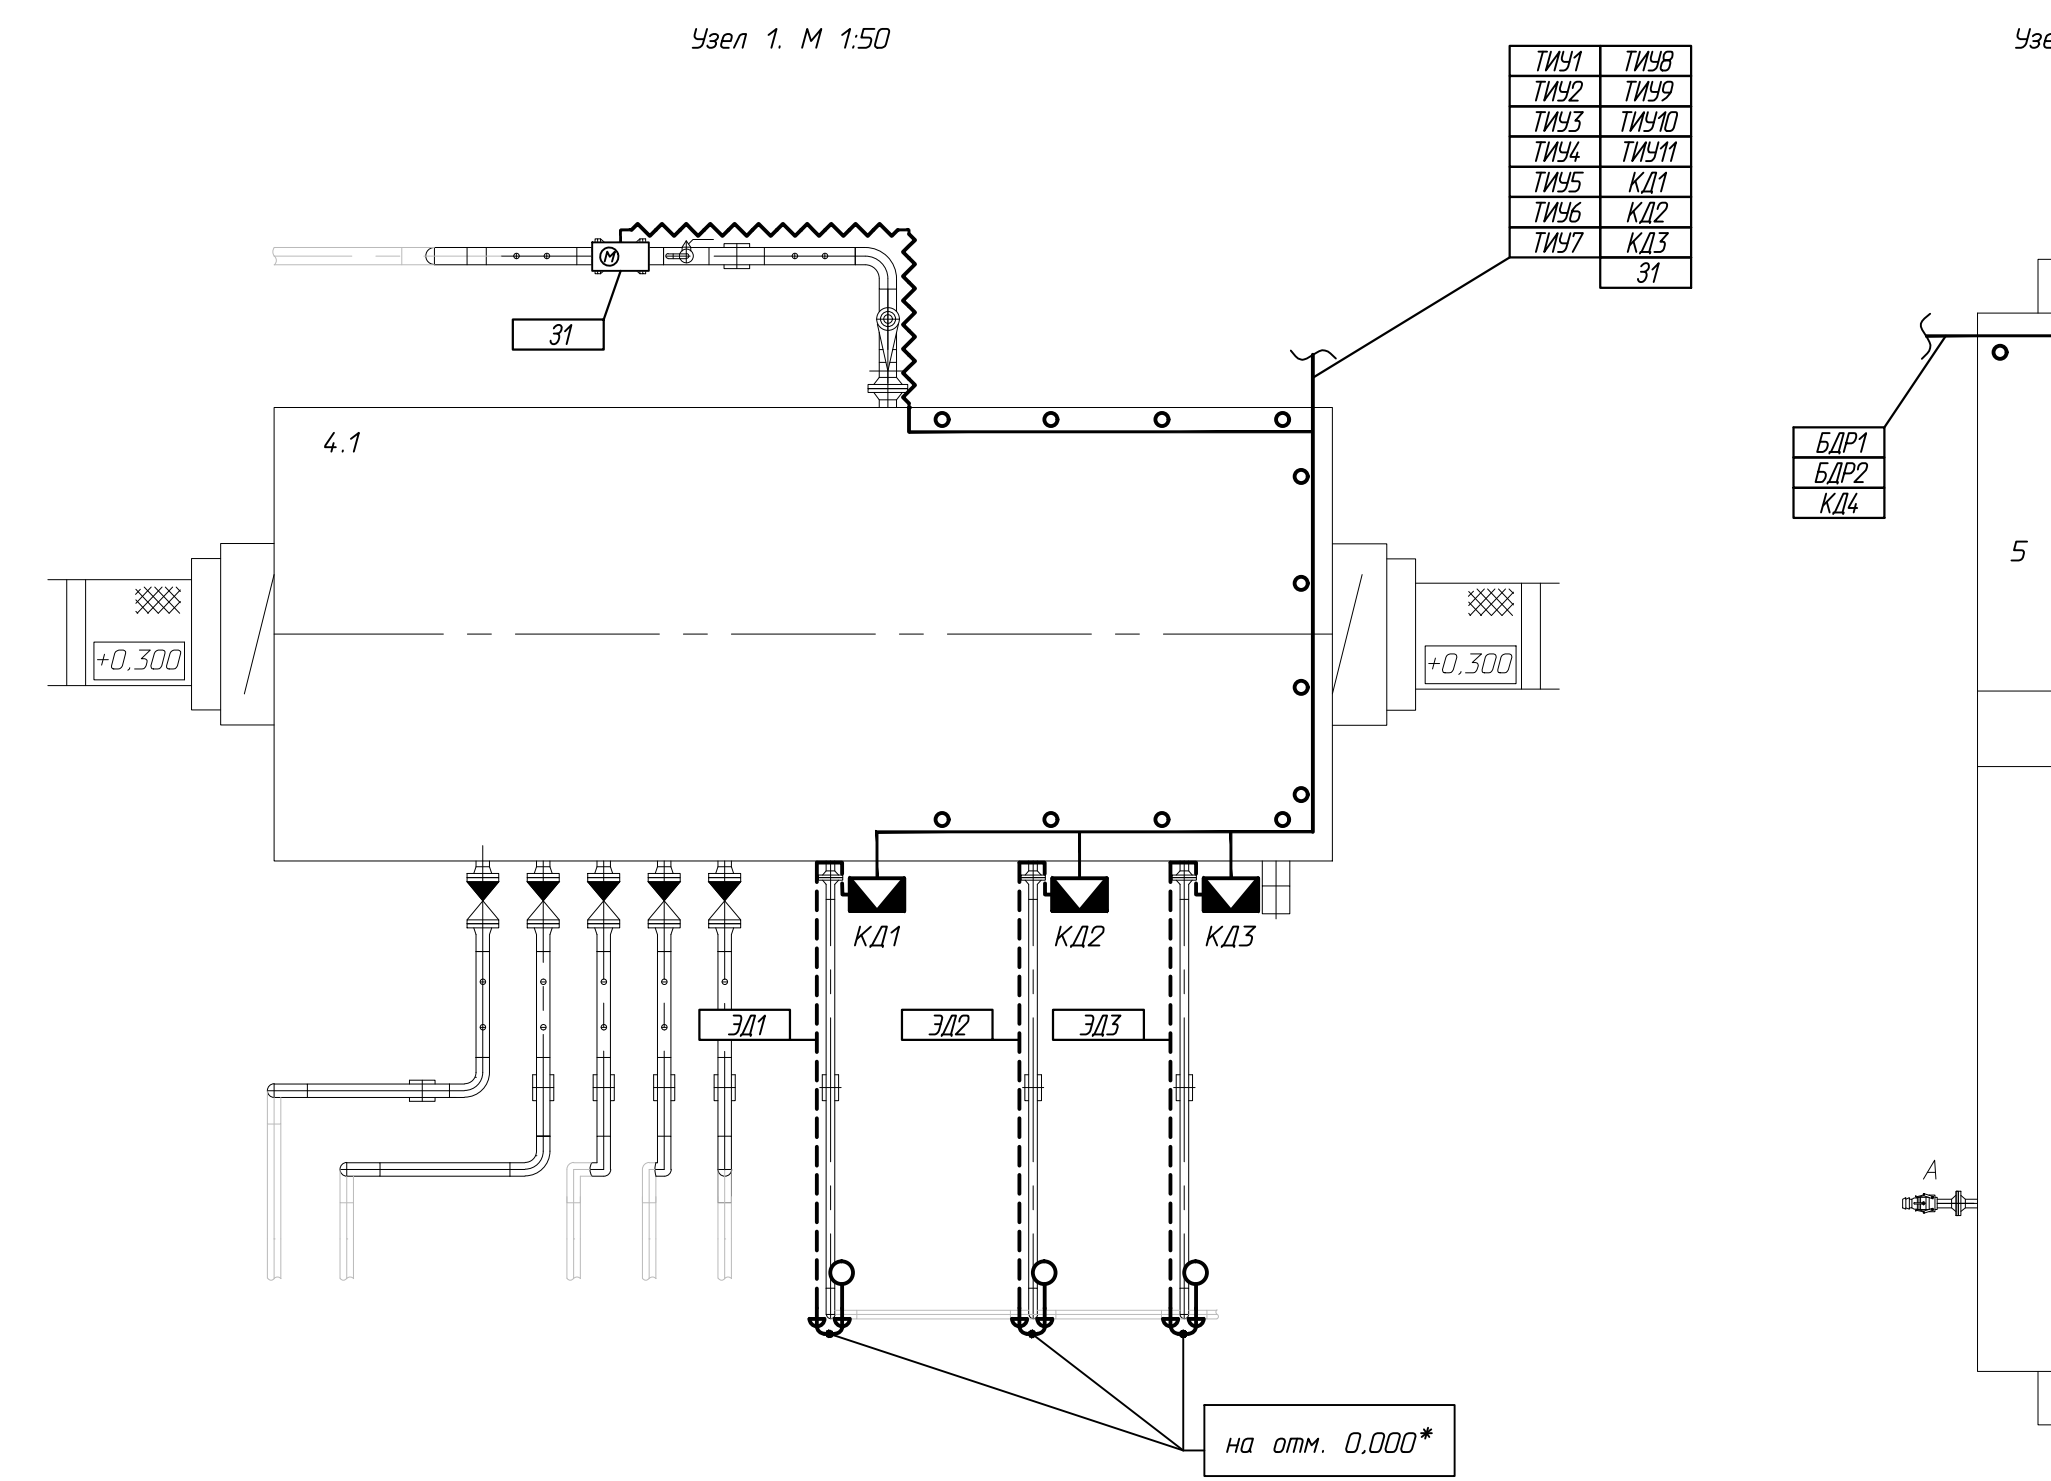 Узел 1. М 1:50
Узе
ТИУ1 ТИУ8
ТИУ2 ТИУ9
ТИУ3 ТИУ10
ТИУ4 ТИУ11
ТИУ5 КД1
ТИУ6 КД2
ТИУ7 КД3
З1
М
З1
4.1
БДР1
БДР2
КД4
5
+0,300
+0,300
КД1 КД2 КД3
ЭД1 ЭД2 ЭД3
А
на отм. 0,000*